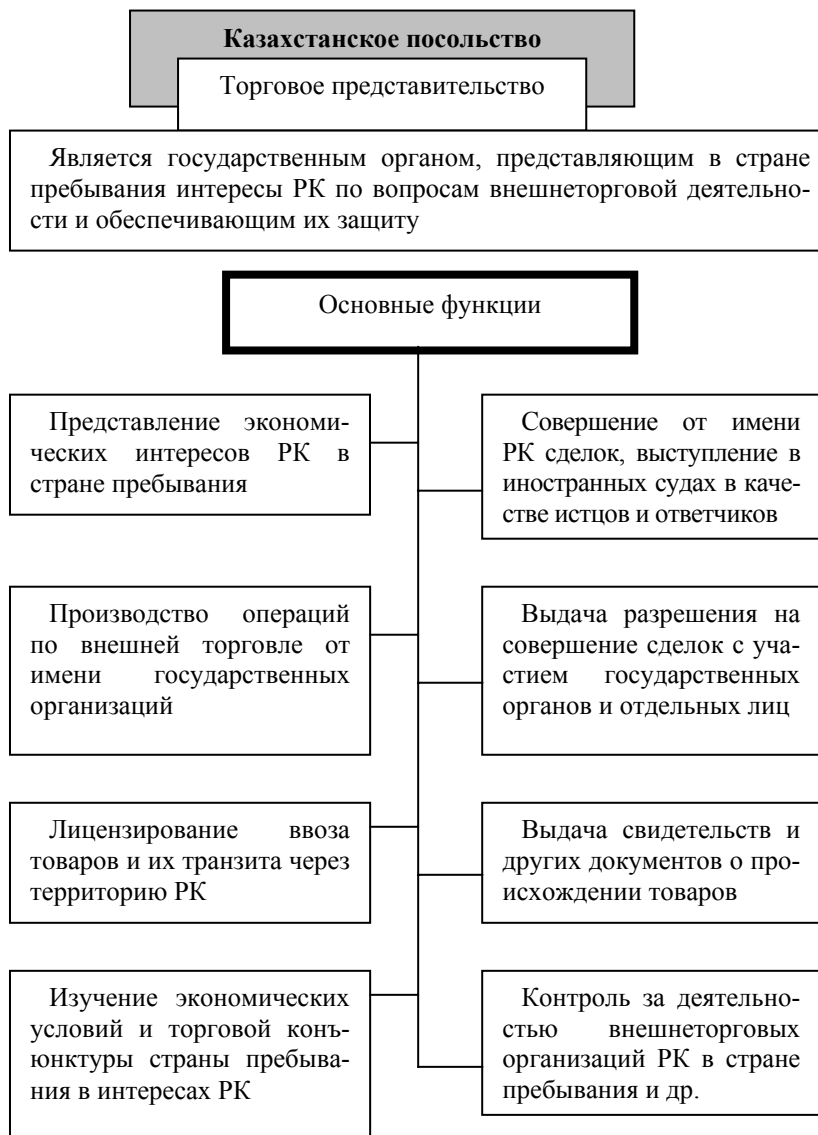 Казахстанское посольство
Торговое представительство
Является государственным органом, представляющим в стране
пребывания интересы РК по вопросам внешнеторговой деятельно-
сти и обеспечивающим их защиту
Основные функции
Представление экономи-
ческих интересов РК в
стране пребывания
Совершение от имени
РК сделок, выступление в
иностранных судах в каче-
стве истцов и ответчиков
Производство операций
по внешней торговле от
имени государственных
организаций
Выдача разрешения на
совершение сделок с уча-
стием государственных
органов и отдельных лиц
Лицензирование ввоза
товаров и их транзита через
территорию РК
Выдача свидетельств и
других документов о про-
исхождении товаров
Изучение экономических
условий и торговой конъ-
юнктуры страны пребыва-
ния в интересах РК
Контроль за деятельно-
стью внешнеторговых
организаций РК в стране
пребывания и др.